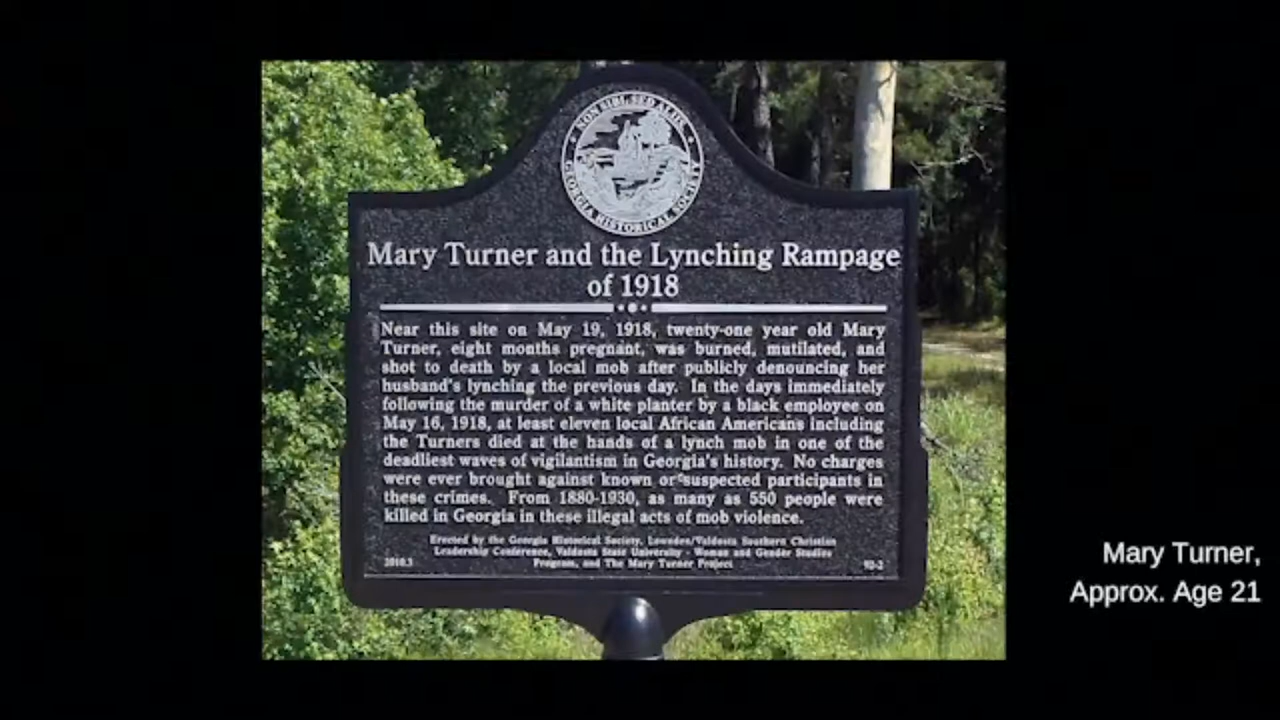 NON SIBI, SED ALIIS
GEORGIA HISTORICAL SOCIETY
Mary Turner and the Lynching Rampage
of 1918
Near this site on May 19, 1918, twenty-one year old Mary
Turner, eight months pregnant, was burned, mutilated, and
shot to death by a local mob after publicly denouncing her
husband's lynching the previous day. In the days immediately
following the murder of a white planter by a black employee on
May 16, 1918, at least eleven local African Americans including
the Turners died at the hands of a lynch mob in one of the
deadliest waves of vigilantism in Georgia's history. No charges
were ever brought against known or suspected participants in
these crimes. From 1880-1930, as many as 550 people were
killed in Georgia in these illegal acts of mob violence.
Erected by the Georgia Historical Society, Lowndes/Valdosta Southern Christian
Leadership Conference, Valdosta State University - Women and Gender Studies
Program, and The Mary Turner Project
2010.1 92-2
Mary Turner,
Approx. Age 21